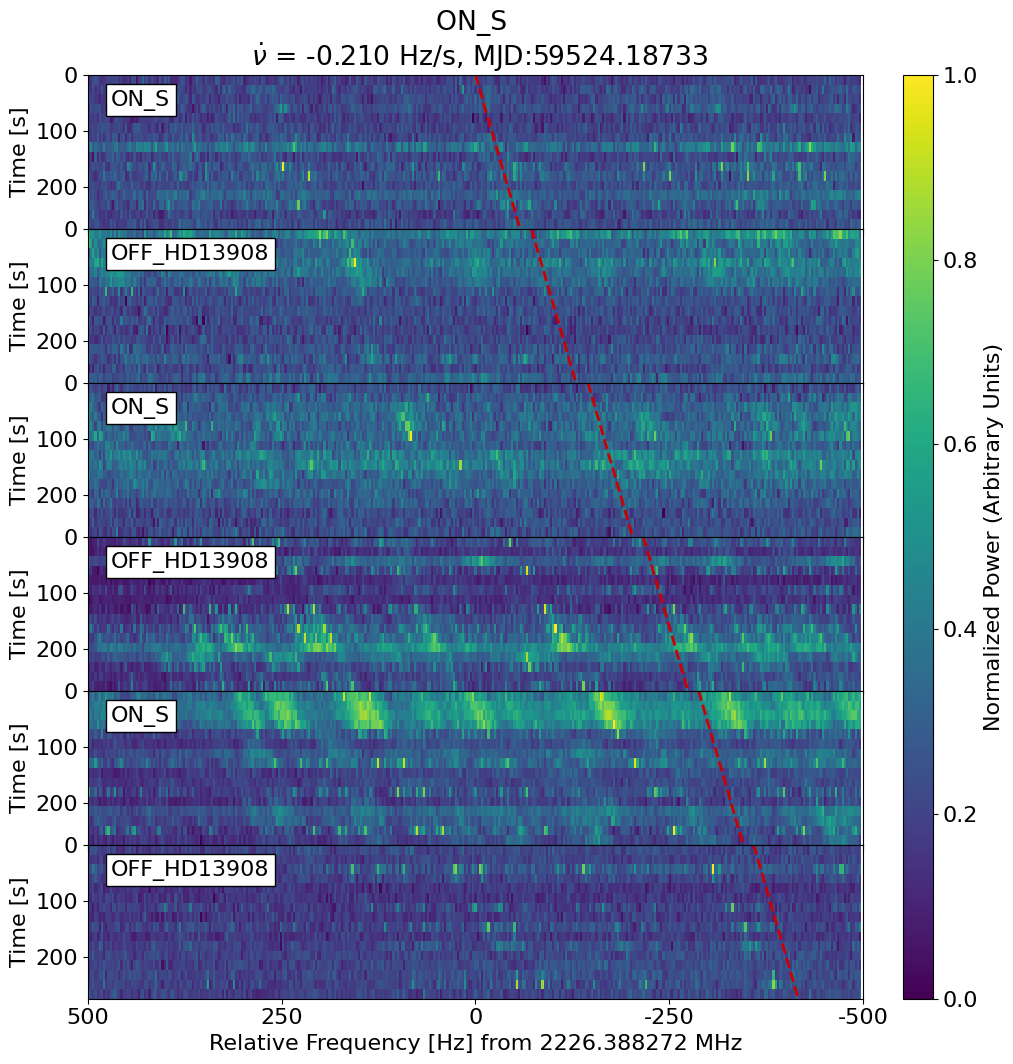 ON_S
ν̇ = -0.210 Hz/s, MJD:59524.18733
0
100
200
Time [s]
ON_S
0
100
200
Time [s]
OFF_HD13908
0
100
200
Time [s]
ON_S
0
100
200
Time [s]
OFF_HD13908
0
100
200
Time [s]
ON_S
0
100
200
Time [s]
OFF_HD13908
500 250 0 -250 -500
Relative Frequency [Hz] from 2226.388272 MHz
1.0
0.8
0.6
0.4
0.2
0.0
Normalized Power (Arbitrary Units)